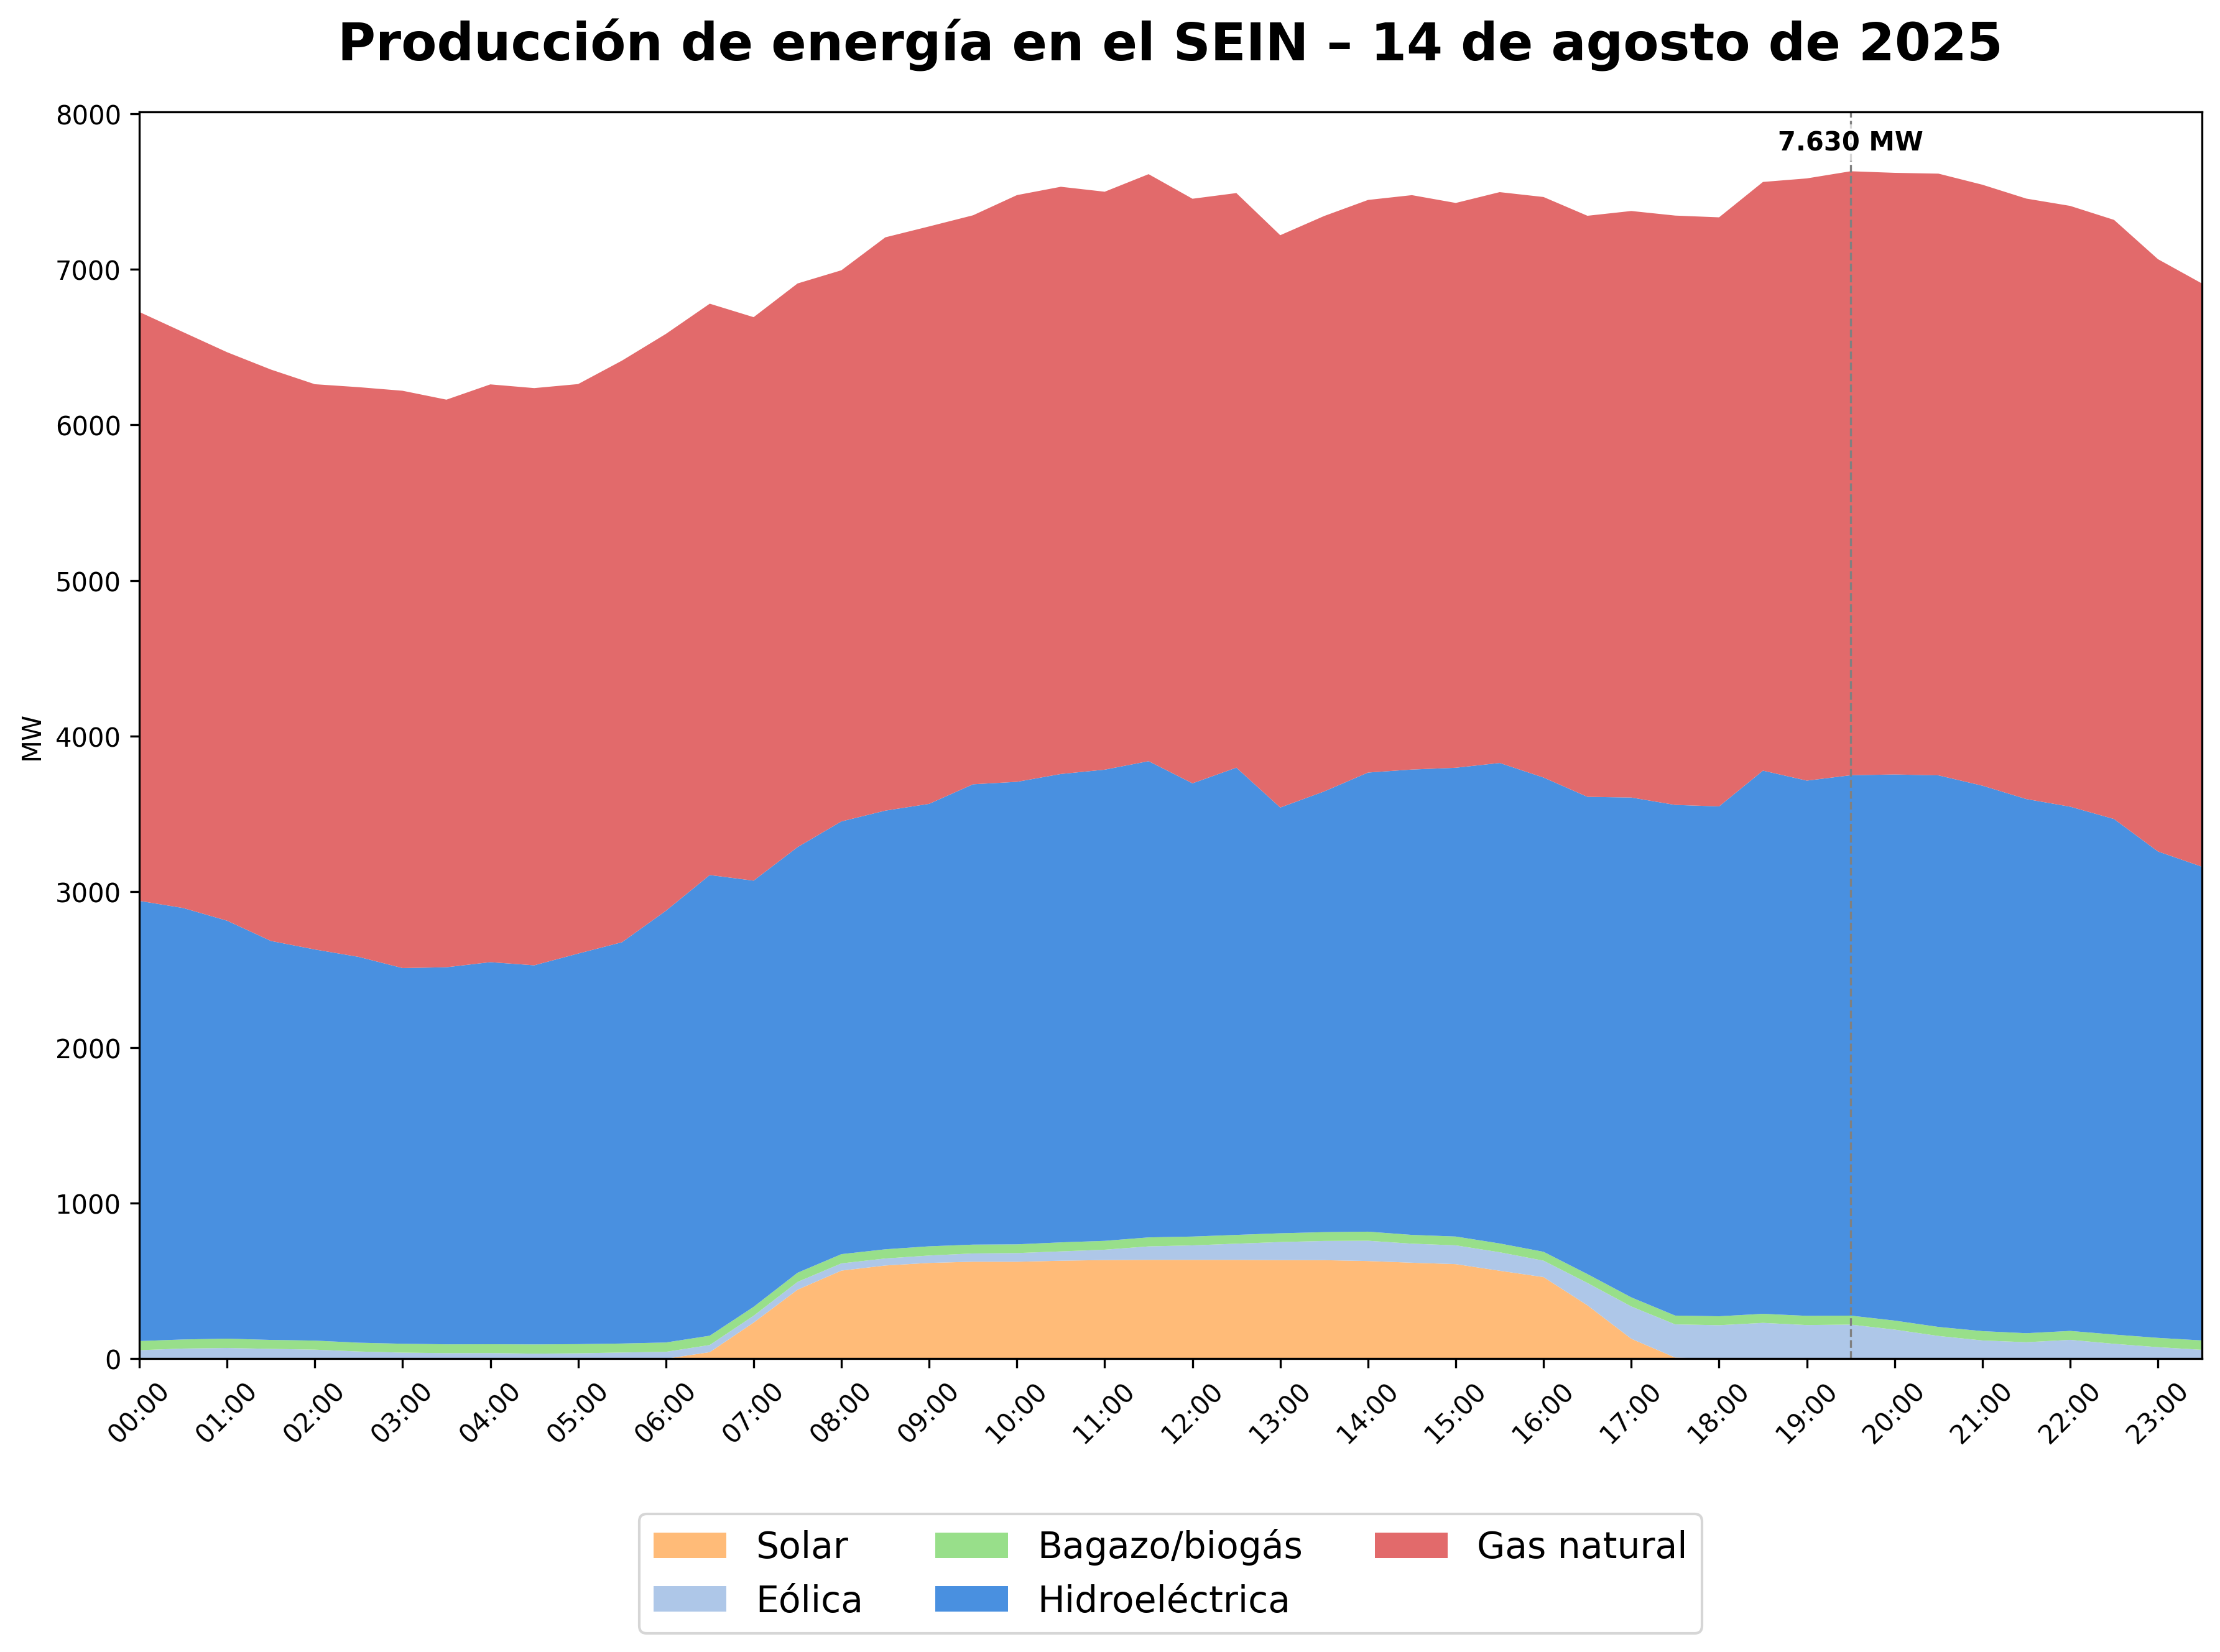 Producción de energía en el SEIN – 14 de agosto de 2025
8000
7.630 MW
7000
6000
5000
4000
MW
3000
2000
1000
0
00:00 01:00 02:00 03:00 04:00 05:00 06:00 07:00 08:00 09:00 10:00 11:00 12:00 13:00 14:00 15:00 16:00 17:00 18:00 19:00 20:00 21:00 22:00 23:00
Solar Bagazo/biogás Gas natural
Eólica Hidroeléctrica